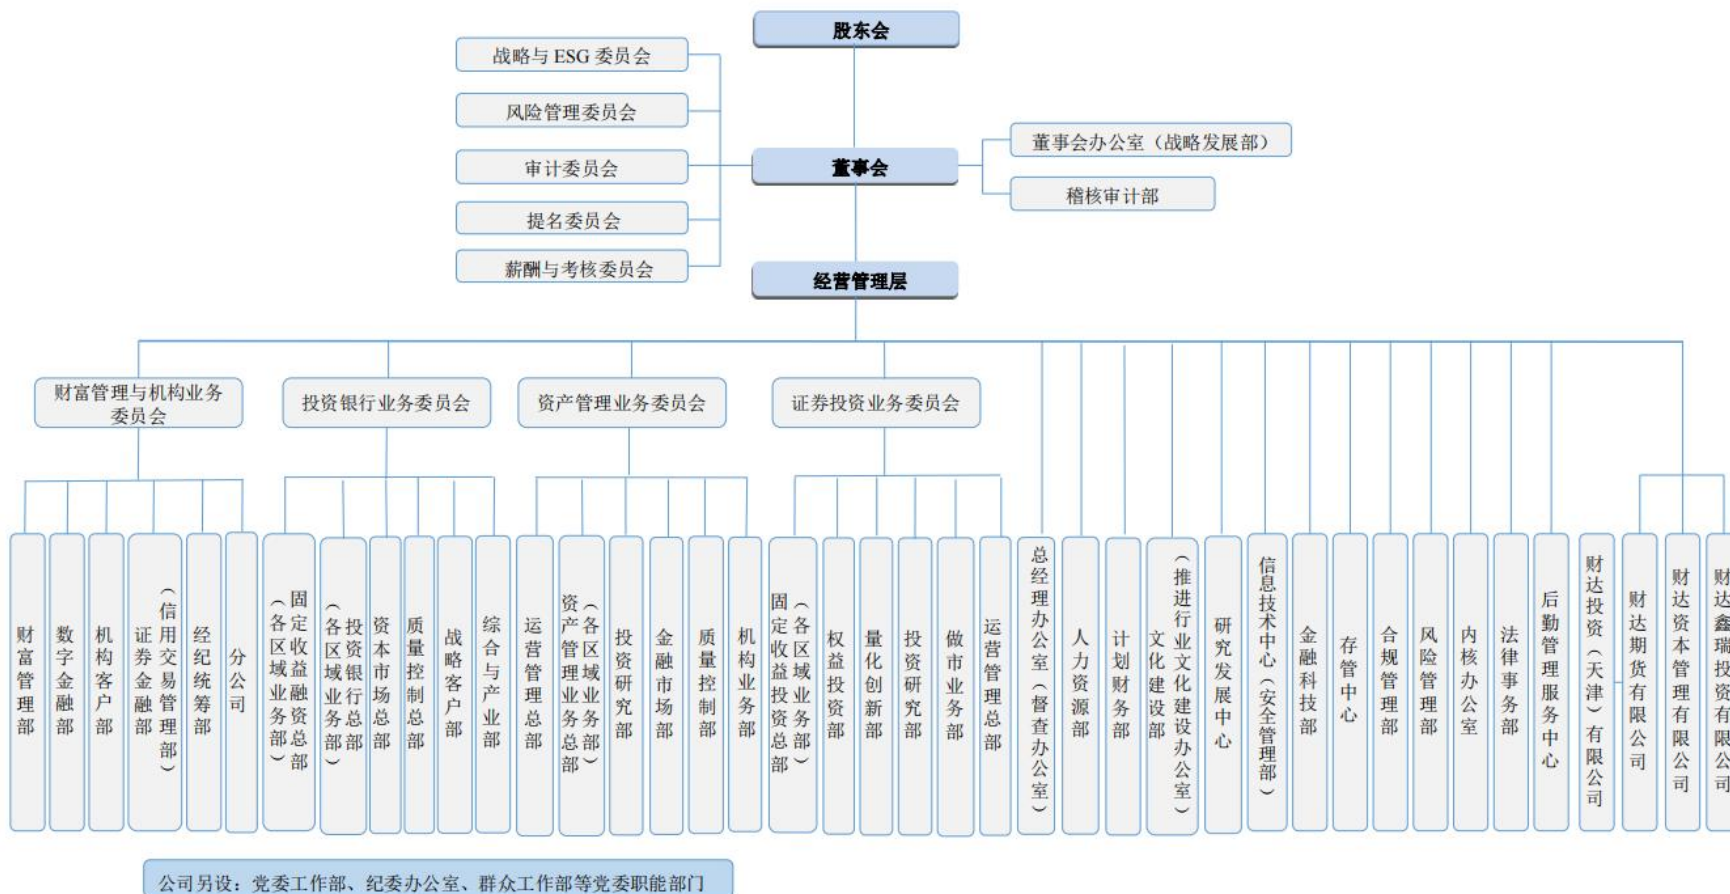 股东会
战略与 ESG 委员会
风险管理委员会
审计委员会
提名委员会
薪酬与考核委员会
董事会
董事会办公室（战略发展部）
稽核审计部
经营管理层
财富管理与机构业务
委员会
投资银行业务委员会
资产管理业务委员会
证券投资业务委员会
财富管理部
数字金融部
机构客户部
证券金融部
（信用交易管理部）
经纪统筹部
分公司
固定收益融资总部
（各区域业务部）
投资银行总部
（各区域业务部）
资本市场总部
质量控制总部
战略客户部
综合与产业部
运营管理总部
资产管理业务总部
（各区域业务部）
投资研究部
金融市场部
质量控制部
机构业务部
固定收益投资总部
（各区域业务部）
权益投资部
量化创新部
投资研究部
做市业务部
运营管理总部
总经理办公室（督查办公室）
人力资源部
计划财务部
文化建设部
（推进行业文化建设办公室）
研究发展中心
信息技术中心（安全管理部）
金融科技部
存管中心
合规管理部
风险管理部
内核办公室
法律事务部
后勤管理服务中心
财达投资（天津）有限公司
财达期货有限公司
财达资本管理有限公司
财达鑫瑞投资有限公司
公司另设：党委工作部、纪委办公室、群众工作部等党委职能部门